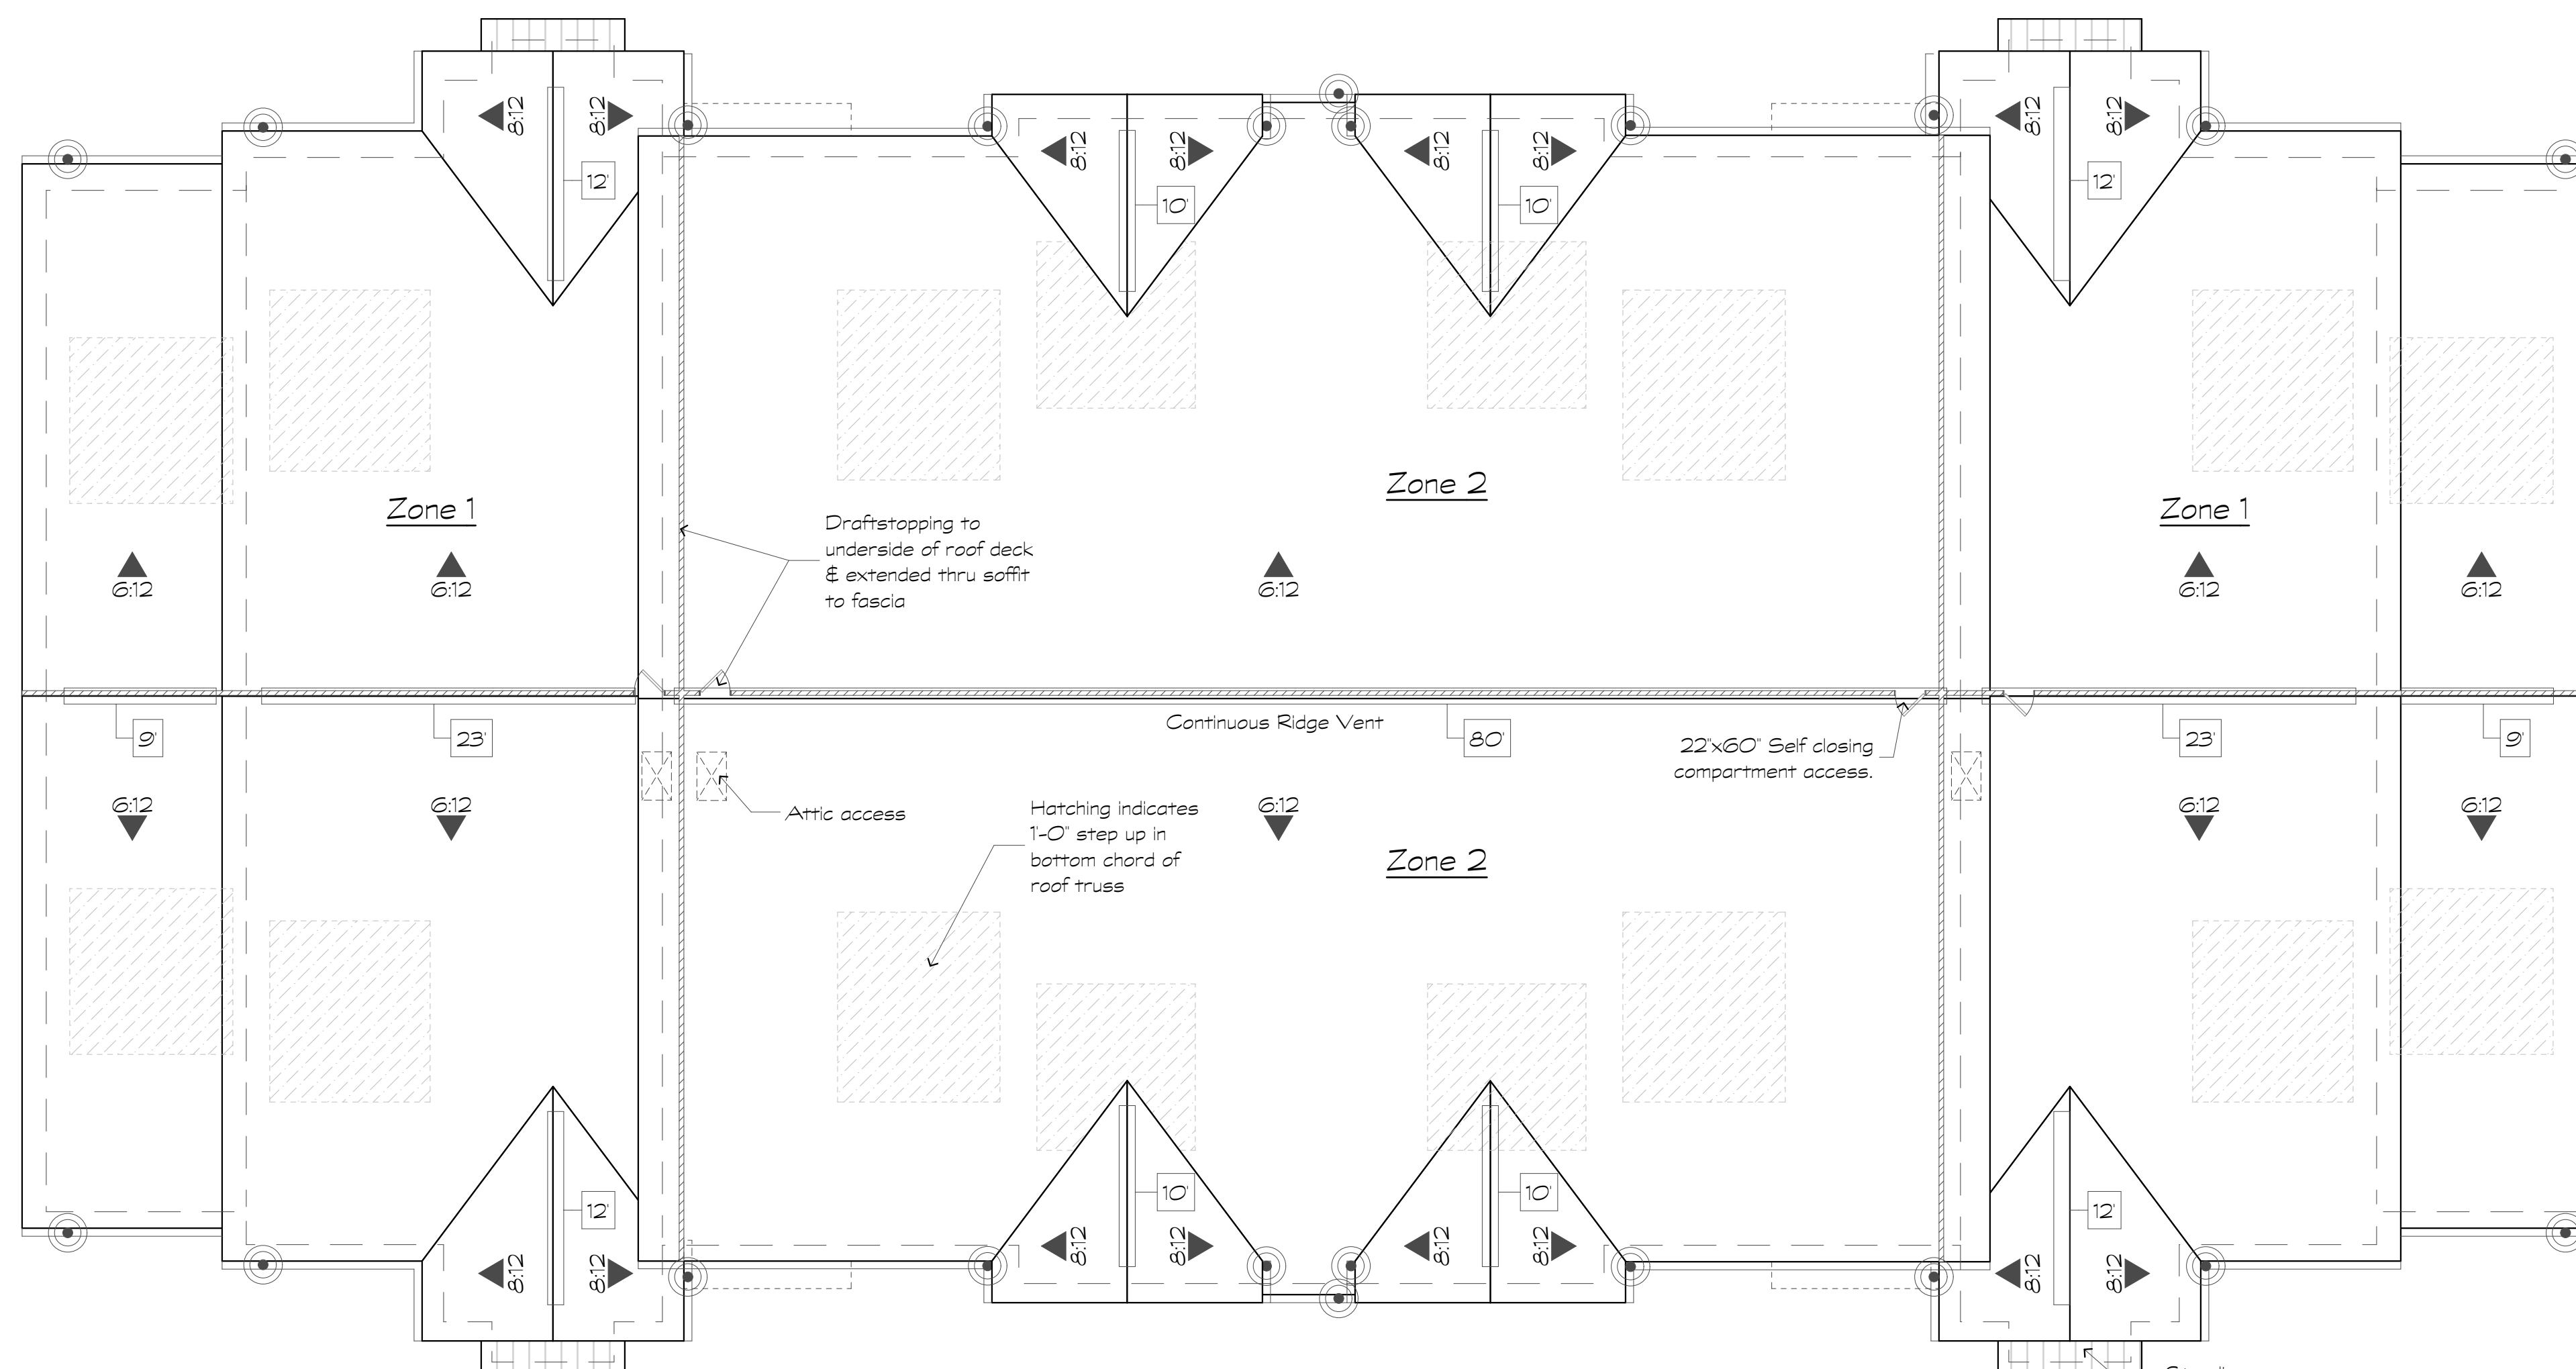 8:12
8:12
8:12
8:12
8:12
8:12
8:12
8:12
12'
10'
10'
12'
Zone 1
Zone 2
Zone 1
Draftstopping to
underside of roof deck
& extended thru soffit
to fascia
6:12
6:12
6:12
6:12
6:12
Continuous Ridge Vent
9'
23'
80'
23'
9'
22"x60" Self closing
compartment access.
6:12
6:12
6:12
6:12
6:12
Attic access
Hatching indicates
1'-0" step up in
bottom chord of
roof truss
Zone 2
12'
10'
10'
12'
8:12
8:12
8:12
8:12
8:12
8:12
8:12
8:12